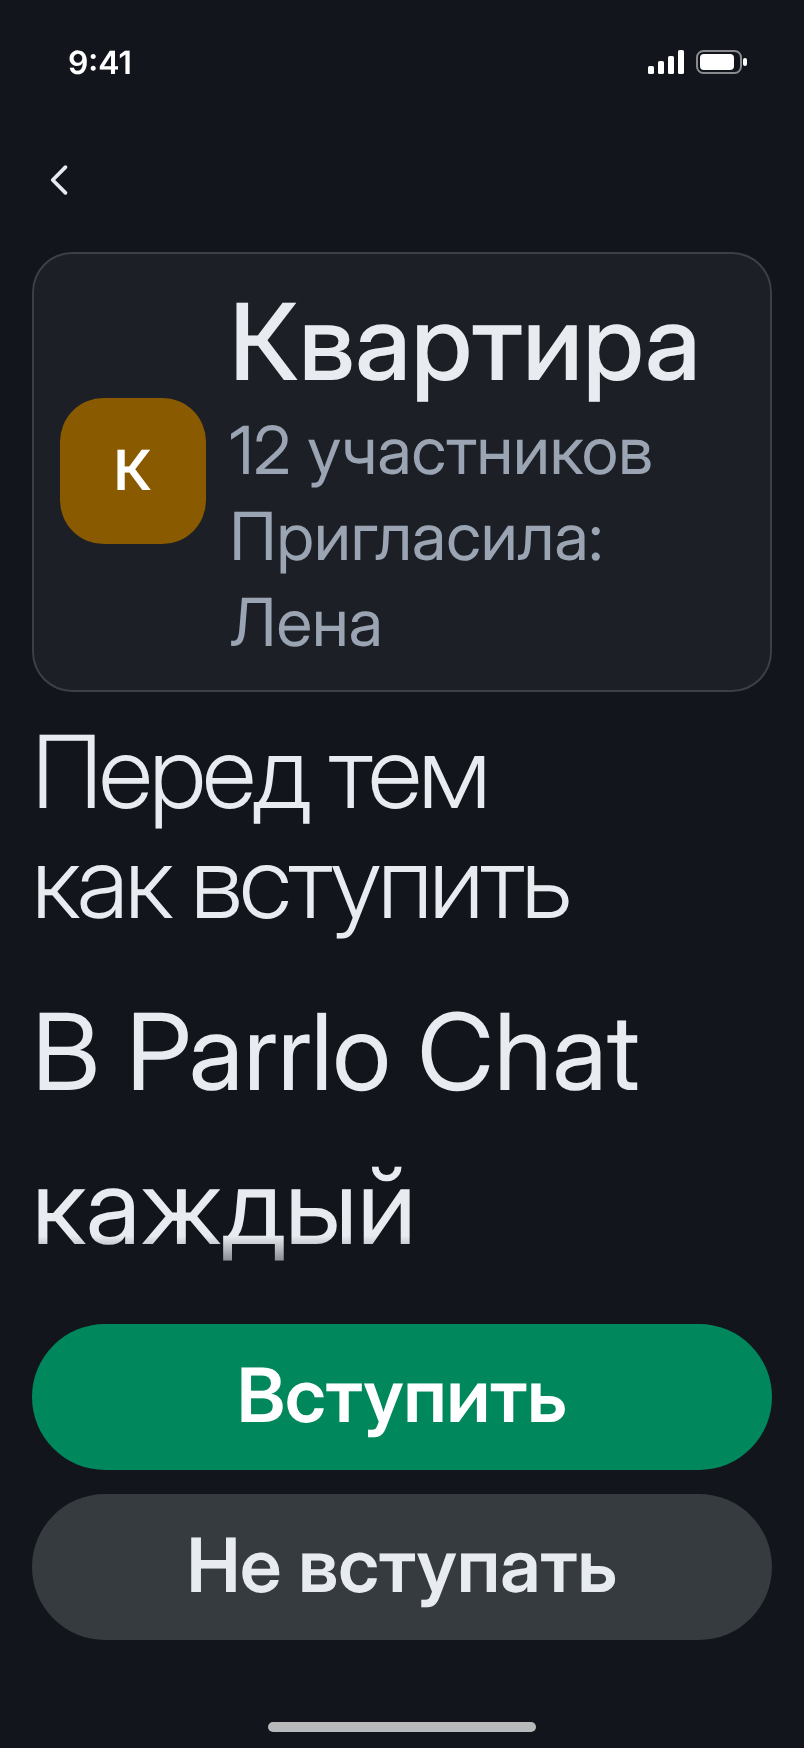 9:41
Квартира
К
12 участников
Пригласила:
Лена
Перед тем
как вступить
В Parrlo Chat
каждый
Вступить
Не вступать